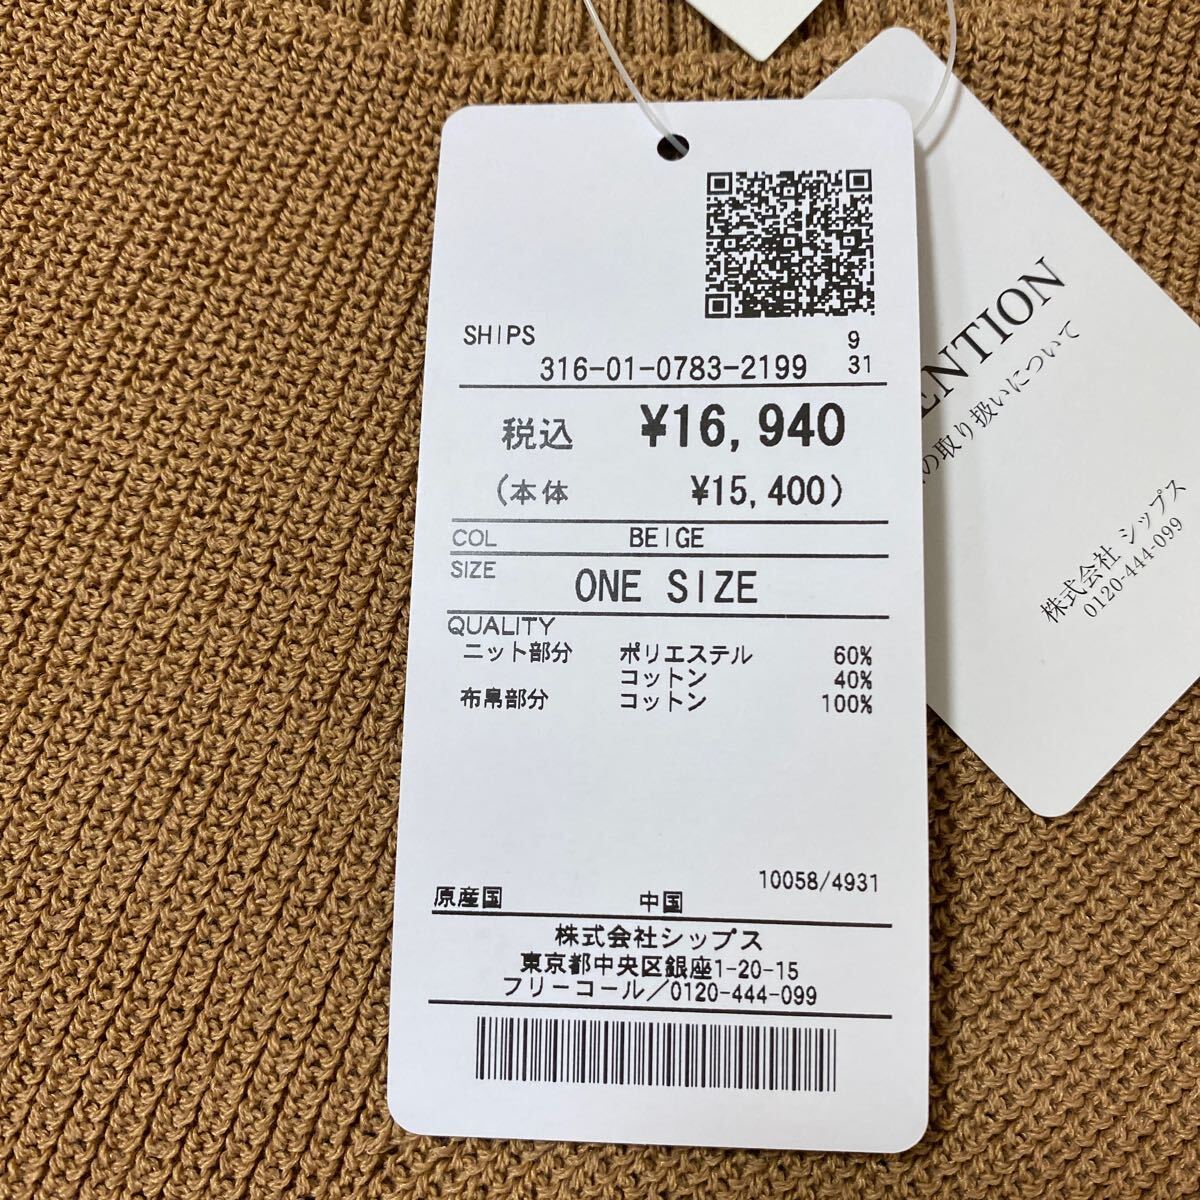 SHIPS 9
316-01-0783-2199 31
税込 ¥16,940
(本体 ¥15,400)
COL BEIGE
SIZE ONE SIZE
QUALITY
ニット部分 ポリエステル 60%
コットン 40%
布帛部分 コットン 100%
10058/4931
原産国 中国
株式会社シップス
東京都中央区銀座1-20-15
フリーコール/0120-444-099
ENTION
の取り扱いについて
株式会社 シップス
0120-444-099